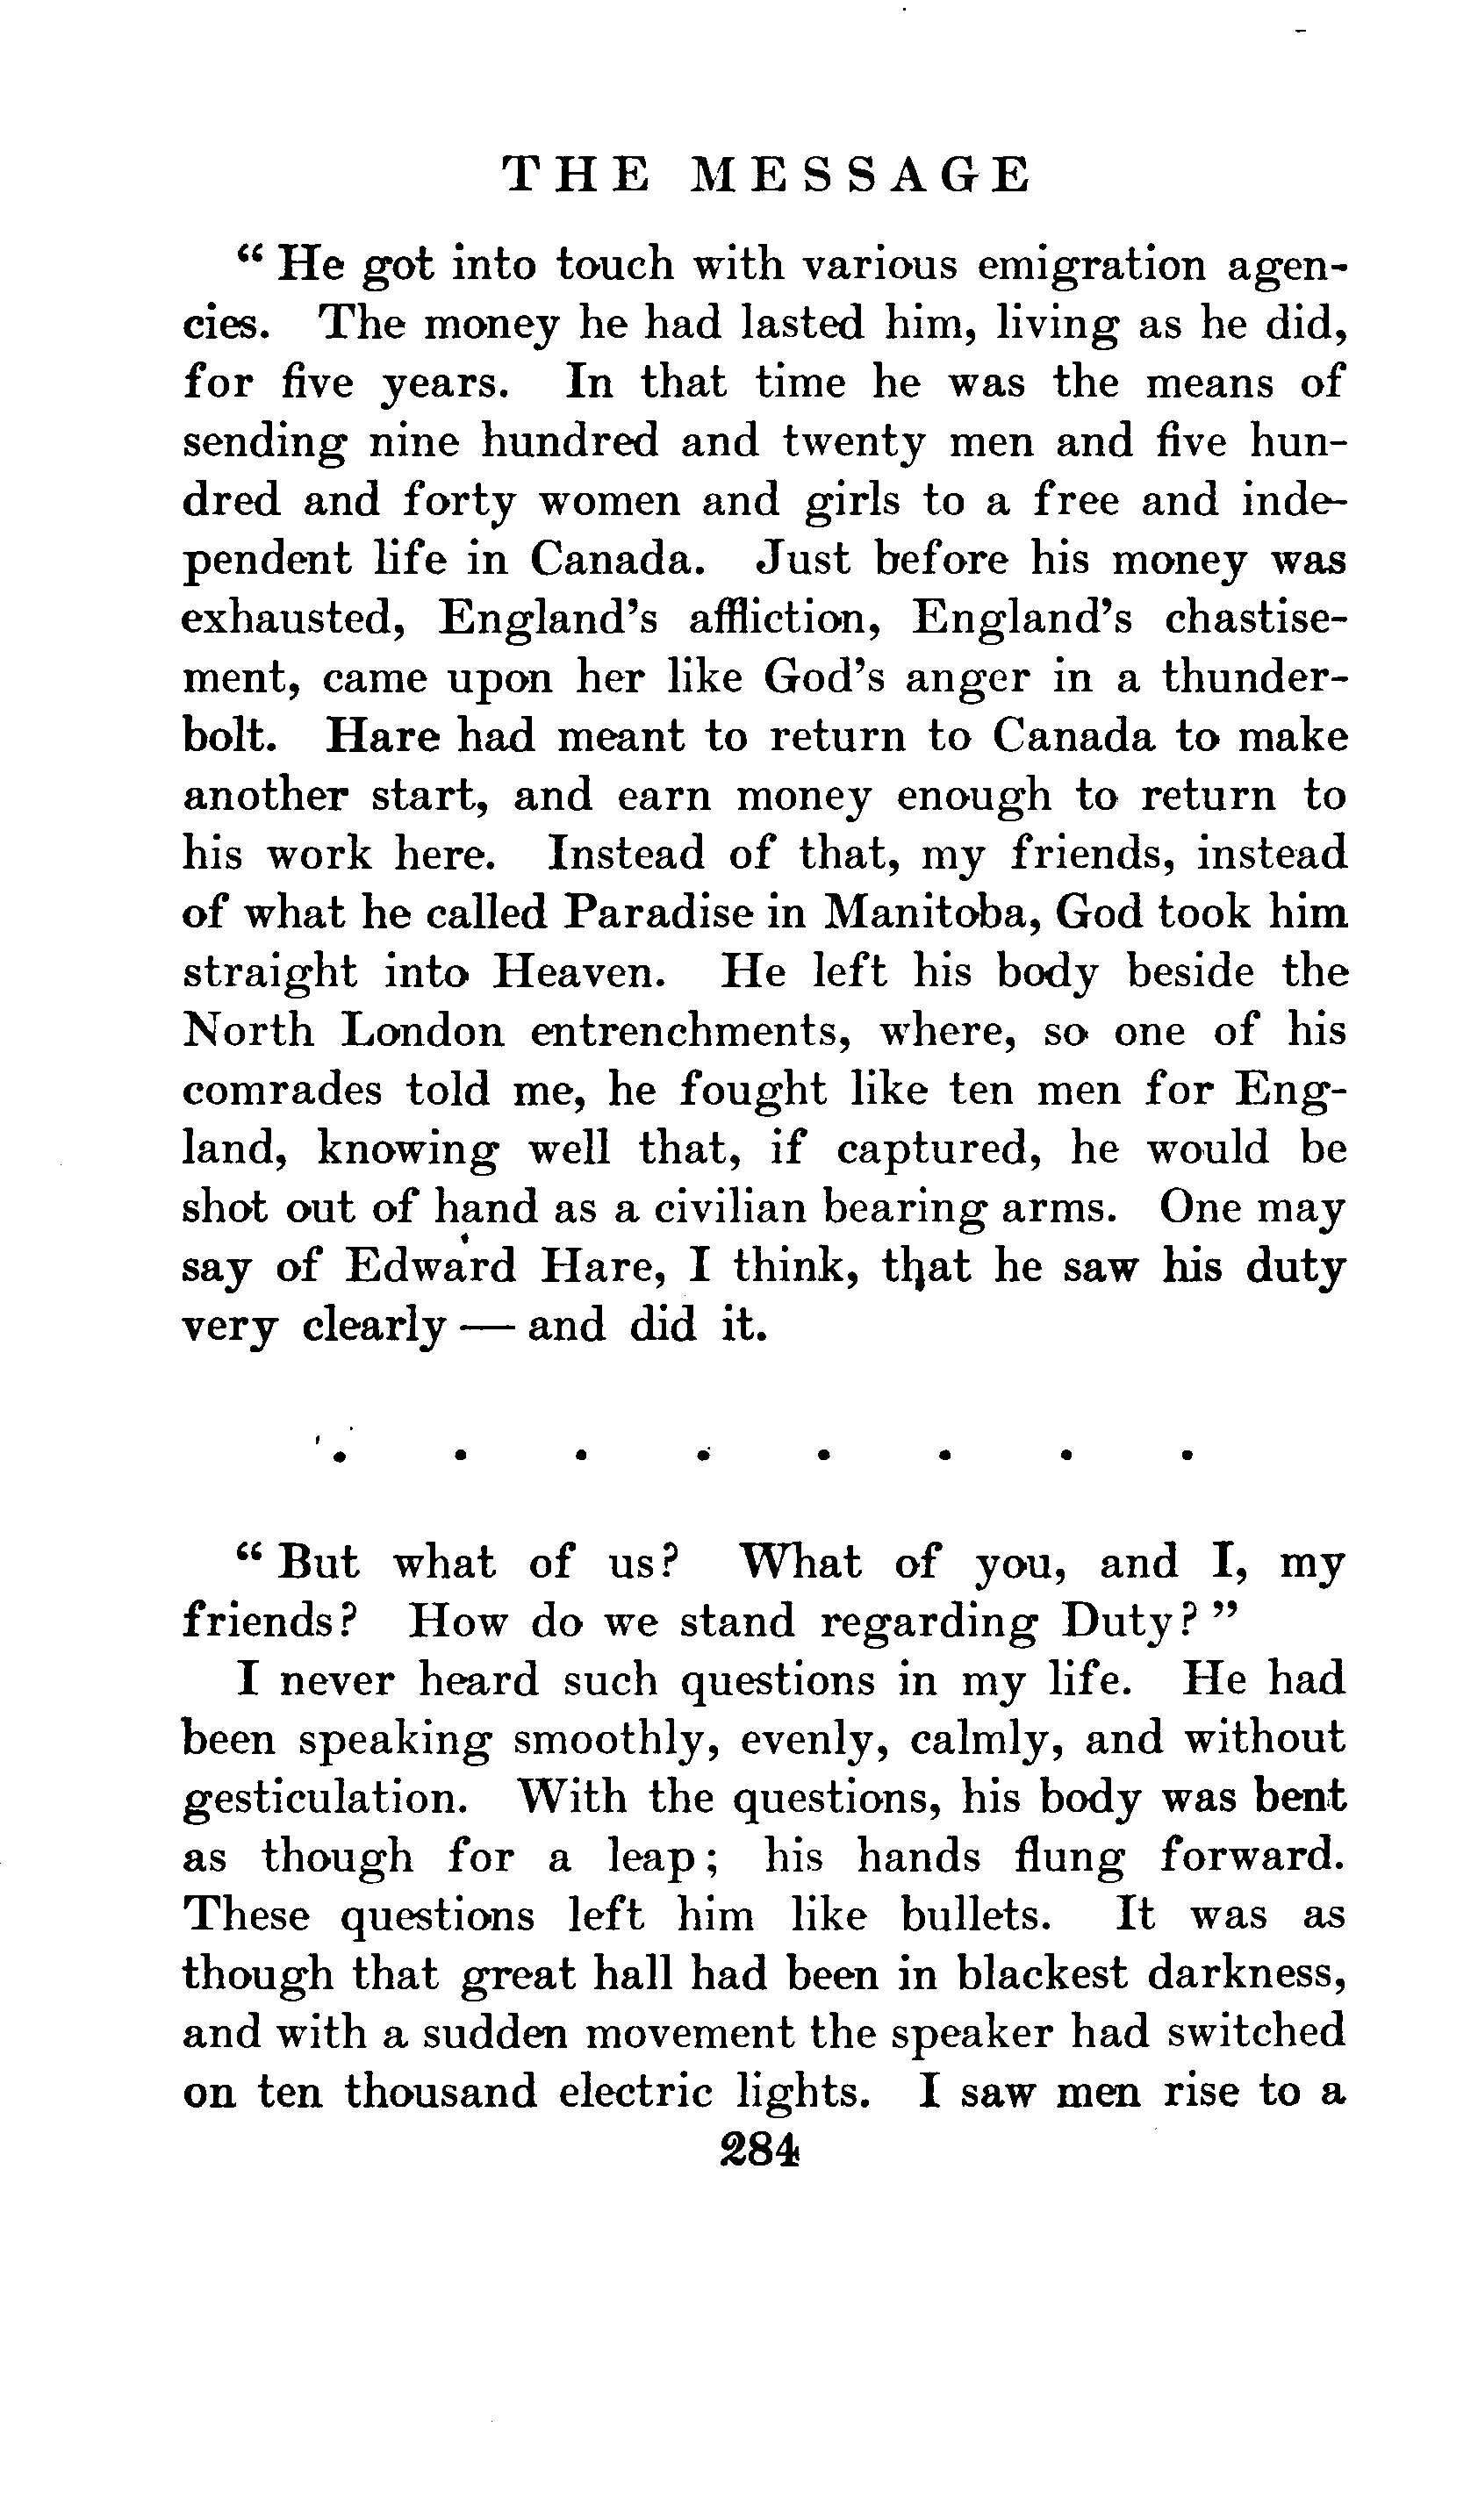 THE MESSAGE
" He got into touch with various emigration agen-
cies. The money he had lasted him, living as he did,
for five years. In that time he was the means of
sending nine hundred and twenty men and five hun-
dred and forty women and girls to a free and inde-
pendent life in Canada. Just before his money was
exhausted, England's affliction, England's chastise-
ment, came upon her like God's anger in a thunder-
bolt. Hare had meant to return to Canada to make
another start, and earn money enough to return to
his work here. Instead of that, my friends, instead
of what he called Paradise in Manitoba, God took him
straight into Heaven. He left his body beside the
North London entrenchments, where, so one of his
comrades told me, he fought like ten men for Eng-
land, knowing well that, if captured, he would be
shot out of hand as a civilian bearing arms. One may
say of Edward Hare, I think, that he saw his duty
very clearly — and did it.
. . . . . . . .
" But what of us? What of you, and I, my
friends? How do we stand regarding Duty? "
I never heard such questions in my life. He had
been speaking smoothly, evenly, calmly, and without
gesticulation. With the questions, his body was bent
as though for a leap; his hands flung forward.
These questions left him like bullets. It was as
though that great hall had been in blackest darkness,
and with a sudden movement the speaker had switched
on ten thousand electric lights. I saw men rise to a
284